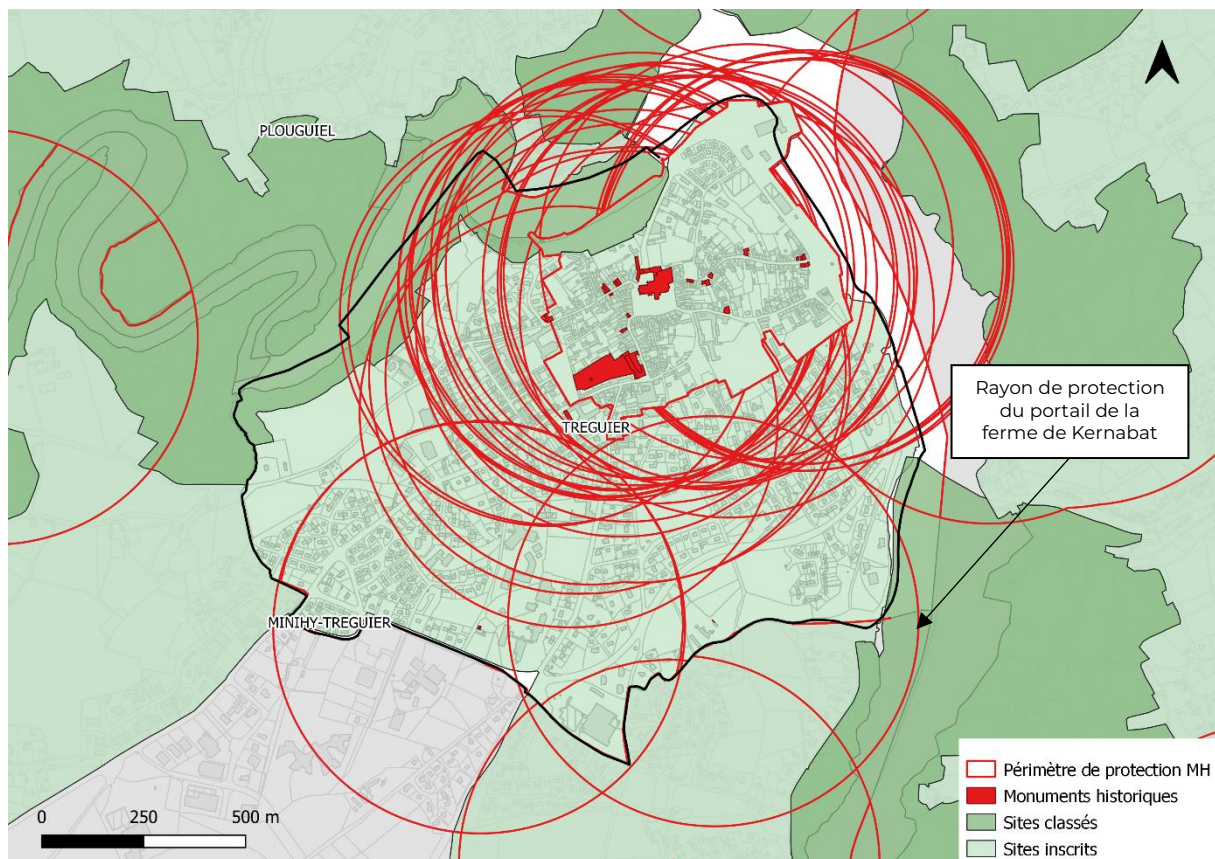 PLOUGUIEL
Rayon de protection
du portail de la
ferme de Kernabat
TREGUIER
MINIHY-TREGUIER
0 250 500 m
Périmètre de protection MH
Monuments historiques
Sites classés
Sites inscrits